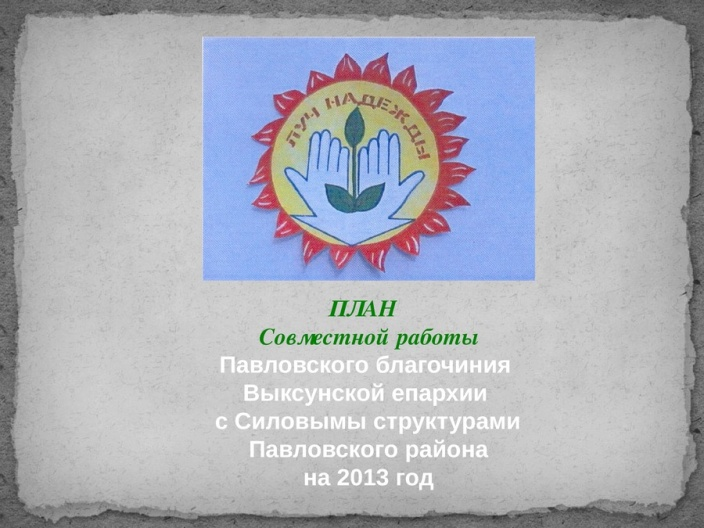 ЛУЧ НАДЕЖДЫ
ПЛАН
Совместной работы
Павловского благочиния
Выксунской епархии
с Силовымы структурами
Павловского района
на 2013 год